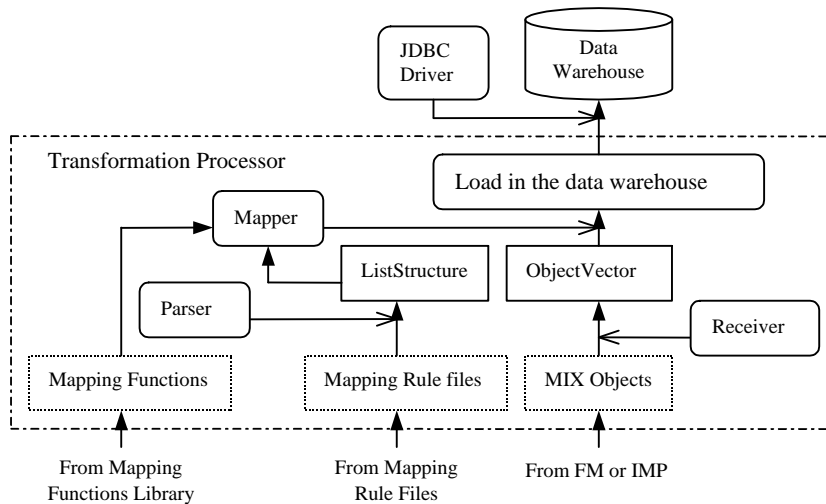 JDBC
Driver
Data
Warehouse
Transformation Processor
Load in the data warehouse
Mapper
ListStructure
ObjectVector
Parser
Receiver
Mapping Functions
Mapping Rule files
MIX Objects
From Mapping
Functions Library
From Mapping
Rule Files
From FM or IMP